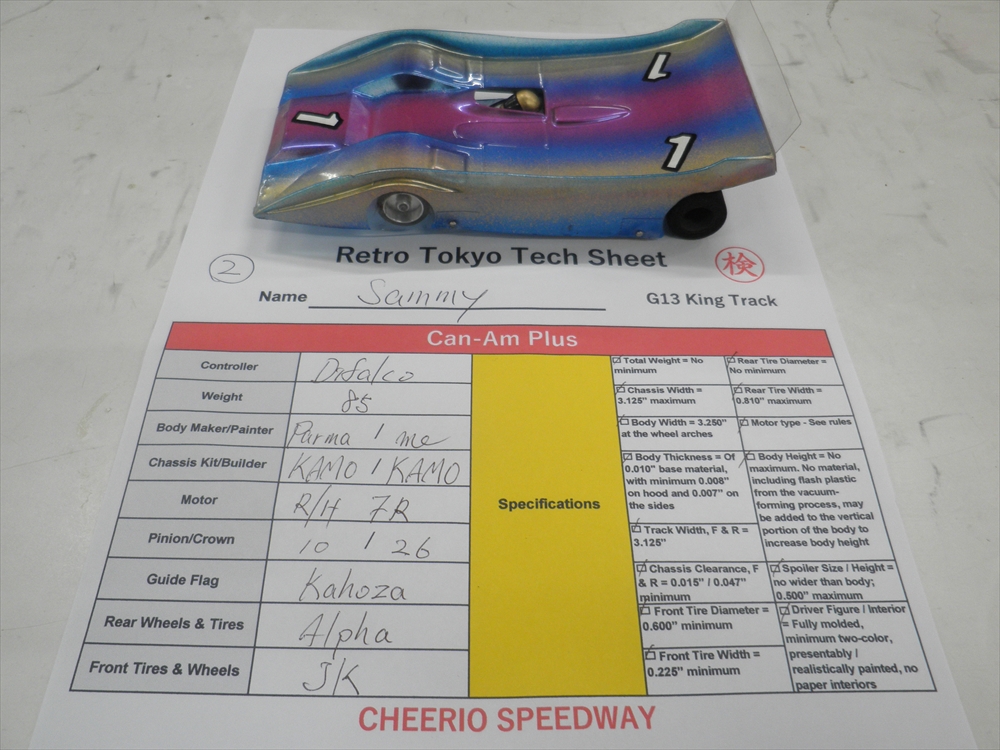 1
1
1
Retro Tokyo Tech Sheet
2
検
Name Sammy
G13 King Track
Can-Am Plus
Controller Difalco
Weight 85
Body Maker/Painter Parma / me
Chassis Kit/Builder KAMO / KAMO
Motor R/H 7R
Pinion/Crown 10 / 26
Guide Flag Kahoza
Rear Wheels & Tires Alpha
Front Tires & Wheels J/K
Specifications
Total Weight = No
minimum
Chassis Width =
3.125" maximum
Body Width = 3.250"
at the wheel arches
Body Thickness = Of
0.010" base material,
with minimum 0.008"
on hood and 0.007" on
the sides
Track Width, F & R =
3.125"
Chassis Clearance, F
& R = 0.015" / 0.047"
minimum
Front Tire Diameter =
0.600" minimum
Front Tire Width =
0.225" minimum
Rear Tire Diameter =
No minimum
Rear Tire Width =
0.810" maximum
Motor type - See rules
Body Height = No
maximum. No material,
including flash plastic
from the vacuum-
forming process, may
be added to the vertical
portion of the body to
increase body height
Spoiler Size / Height =
no wider than body;
0.500" maximum
Driver Figure / Interior
= Fully molded,
minimum two-color,
presentably /
realistically painted, no
paper interiors
CHEERIO SPEEDWAY